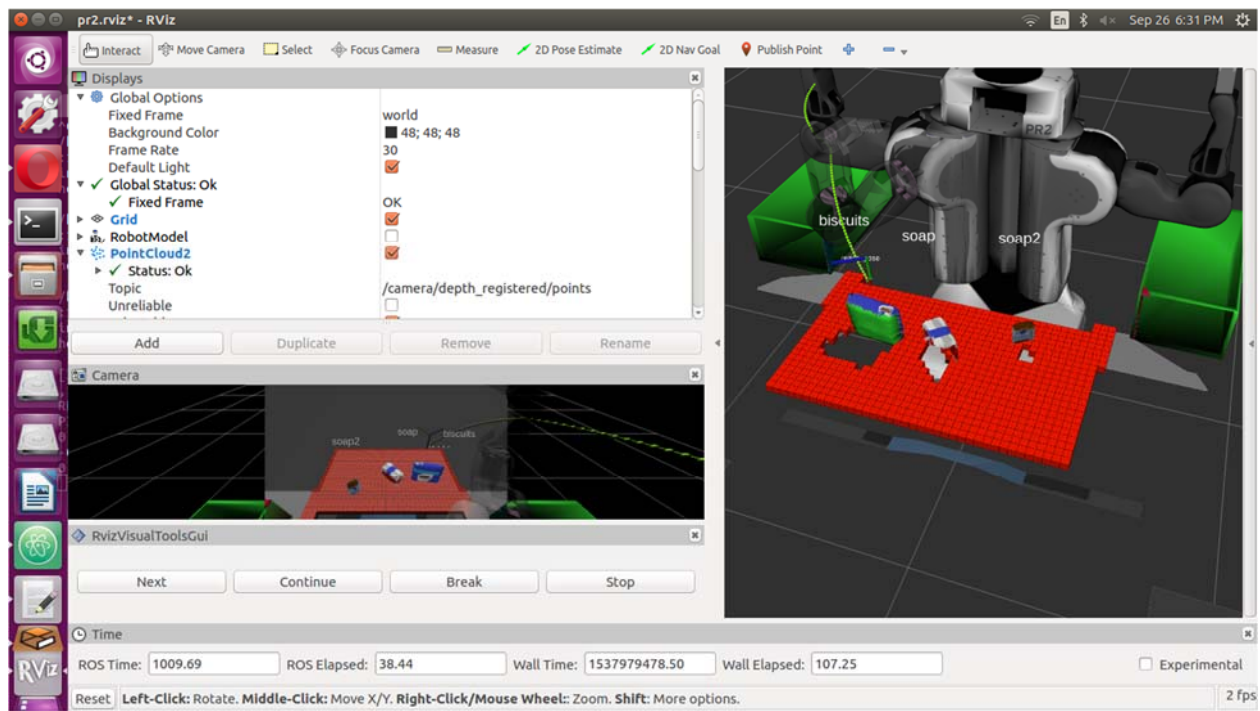 pr2.rviz* - RViz
En
Sep 26 6:31 PM
Interact Move Camera Select Focus Camera Measure 2D Pose Estimate 2D Nav Goal Publish Point
Displays
Global Options
Fixed Frame world
Background Color 48; 48; 48
Frame Rate 30
Default Light
Global Status: Ok
Fixed Frame OK
Grid
RobotModel
PointCloud2
Status: Ok
Topic /camera/depth_registered/points
Unreliable
Add Duplicate Remove Rename
Camera
soap2 soap biscuits
RvizVisualToolsGui
Next Continue Break Stop
PR2
biscuits
soap
soap2
Time
ROS Time: 1009.69 ROS Elapsed: 38.44 Wall Time: 1537979478.50 Wall Elapsed: 107.25 Experimental
RViz
Reset Left-Click: Rotate. Middle-Click: Move X/Y. Right-Click/Mouse Wheel:: Zoom. Shift: More options. 2 fps